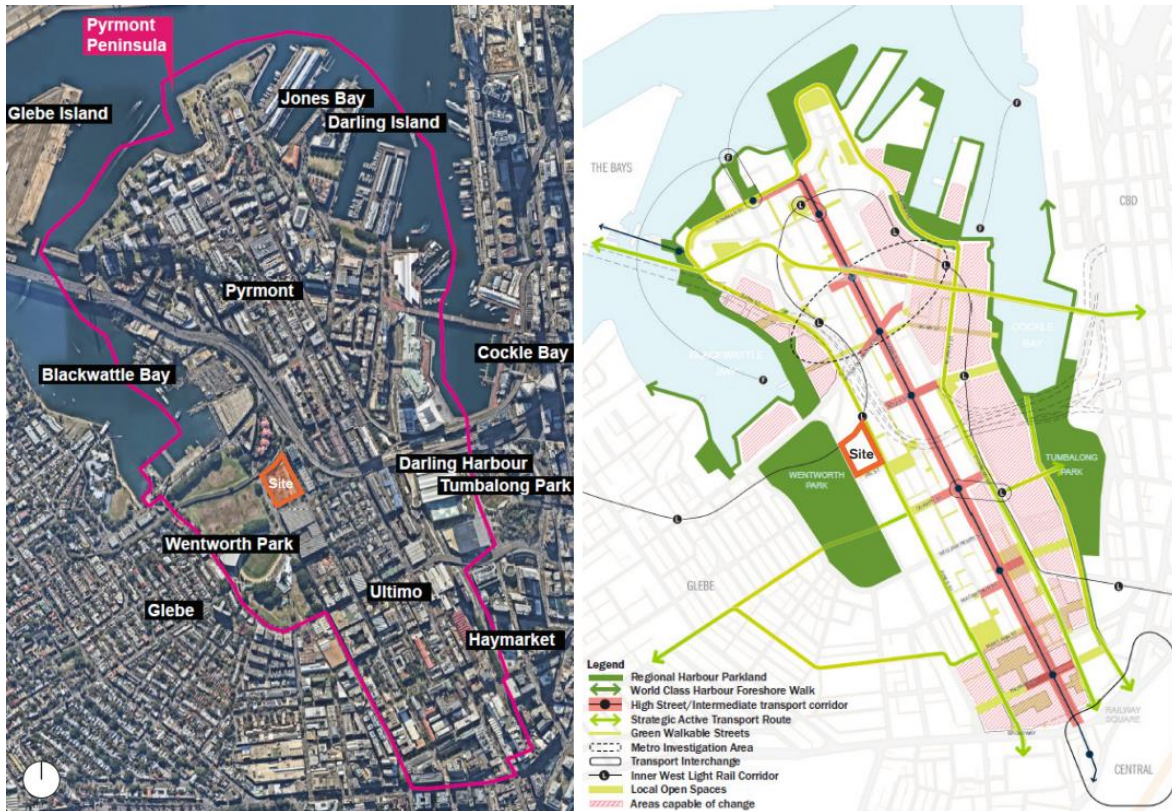 Pyrmont
Peninsula
Glebe Island
Jones Bay
Darling Island
Pyrmont
Cockle Bay
Blackwattle Bay
Darling Harbour
Tumbalong Park
Site
Wentworth Park
Ultimo
Glebe
Haymarket
THE BAYS
CBD
F
F
F
F
L
L
L
L
L
L
L
L
COCKLE
BAY
BLACKWATTLE
BAY
Site
WENTWORTH
PARK
TUMBALONG
PARK
GLEBE
RAILWAY
SQUARE
BROADWAY
CENTRAL
Legend
Regional Harbour Parkland
World Class Harbour Foreshore Walk
High Street/Intermediate transport corridor
Strategic Active Transport Route
Green Walkable Streets
Metro Investigation Area
Transport Interchange
L Inner West Light Rail Corridor
Local Open Spaces
Areas capable of change